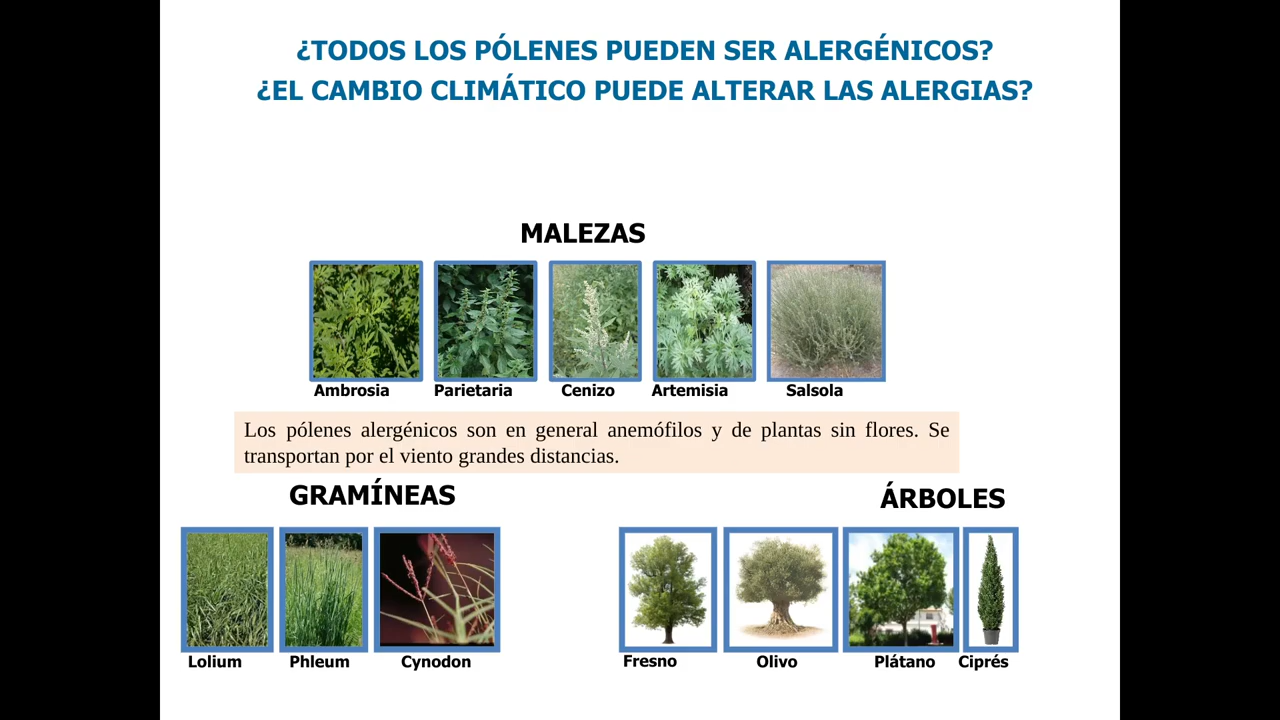 ¿TODOS LOS PÓLENES PUEDEN SER ALERGÉNICOS?
¿EL CAMBIO CLIMÁTICO PUEDE ALTERAR LAS ALERGIAS?
MALEZAS
Ambrosia Parietaria Cenizo Artemisia Salsola
Los pólenes alergénicos son en general anemófilos y de plantas sin flores. Se
transportan por el viento grandes distancias.
GRAMÍNEAS
Lolium Phleum Cynodon
ÁRBOLES
Fresno Olivo Plátano Ciprés